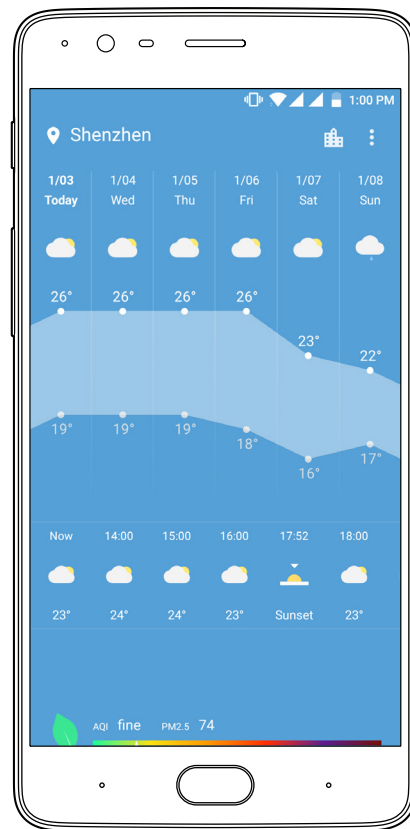 1:00 PM
Shenzhen
1/03 1/04 1/05 1/06 1/07 1/08
Today Wed Thu Fri Sat Sun
26° 26° 26° 26° 23° 22°
19° 19° 19° 18° 16° 17°
Now 14:00 15:00 16:00 17:52 18:00
23° 24° 24° 23° Sunset 23°
AQI fine PM2.5 74